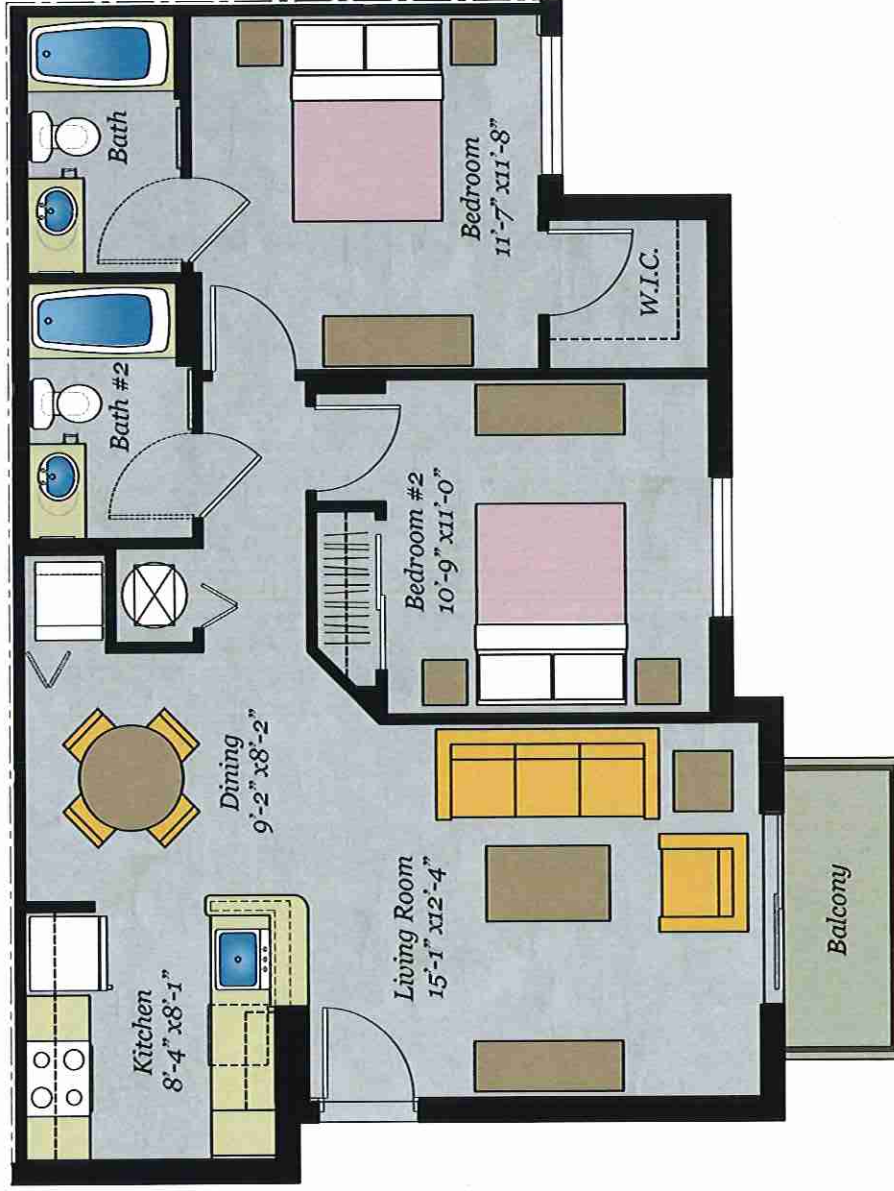 Kitchen
8'-4" x8'-1"
Dining
9'-2" x8'-2"
Bath #2
Bath
Living Room
15'-1" x12'-4"
Bedroom #2
10'-9" x11'-0"
Bedroom
11'-7" x11'-8"
W.I.C.
Balcony